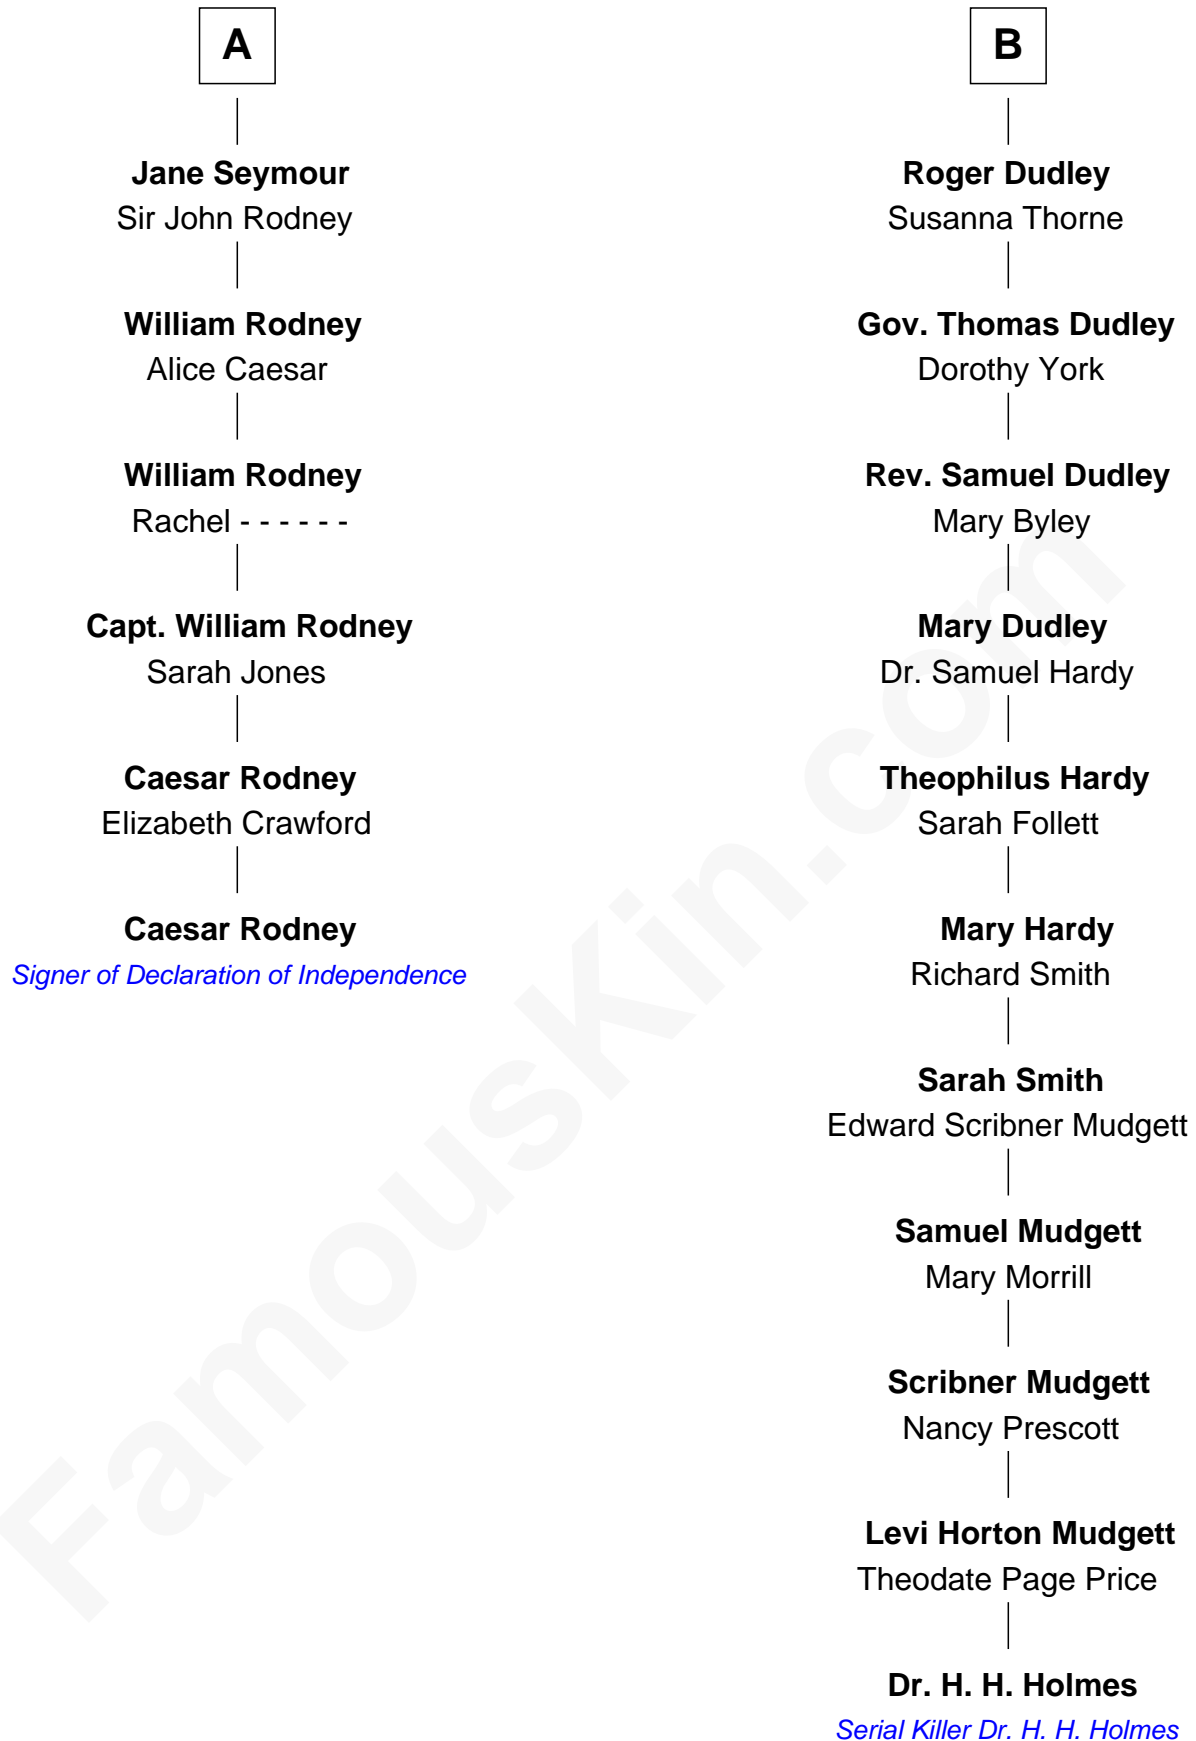 A
Jane Seymour
Sir John Rodney
William Rodney
Alice Caesar
William Rodney
Rachel - - - - - -
Capt. William Rodney
Sarah Jones
Caesar Rodney
Elizabeth Crawford
Caesar Rodney
Signer of Declaration of Independence
B
Roger Dudley
Susanna Thorne
Gov. Thomas Dudley
Dorothy York
Rev. Samuel Dudley
Mary Byley
Mary Dudley
Dr. Samuel Hardy
Theophilus Hardy
Sarah Follett
Mary Hardy
Richard Smith
Sarah Smith
Edward Scribner Mudgett
Samuel Mudgett
Mary Morrill
Scribner Mudgett
Nancy Prescott
Levi Horton Mudgett
Theodate Page Price
Dr. H. H. Holmes
Serial Killer Dr. H. H. Holmes
FamousKin.com